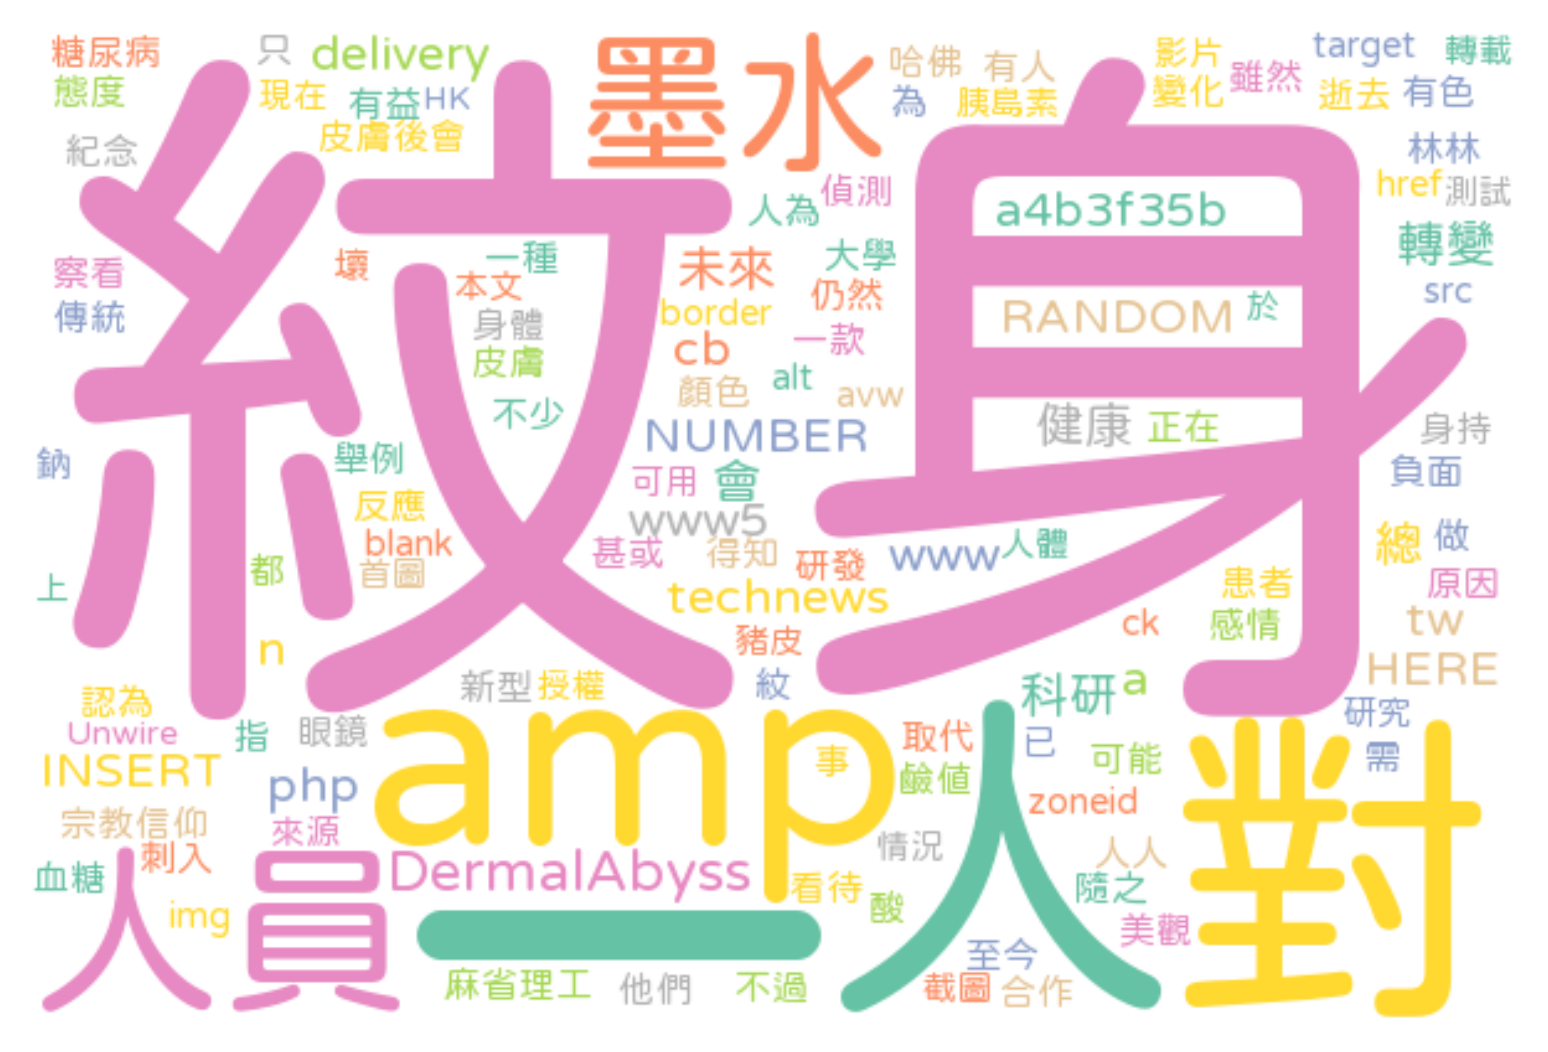 糖尿病
只
delivery
墨水
哈佛
有人
影片
target
轉載
態度
現在
有益
HK
為
胰島素
變化
雖然
逝去
有色
紀念
皮膚後會
紋身
人為
偵測
a4b3f35b
林林
href
測試
察看
壞
一種
未來
大學
轉變
傳統
本文
仍然
RANDOM
於
src
身體
border
一款
皮膚
cb
顏色
alt
avw
不少
NUMBER
健康
正在
身持
鈉
舉例
可用
會
負面
反應
www5
blank
甚或
得知
研發
www
人體
總
做
上
都
首圖
technews
患者
原因
n
豬皮
ck
感情
tw
新型
授權
紋
科研
a
HERE
認為
Unwire
指
眼鏡
amp
事
取代
人
已
可能
對
研究
需
INSERT
php
鹼值
zoneid
宗教信仰
來源
情況
人人
血糖
刺入
人員
DermalAbyss
看待
隨之
img
一
酸
美觀
麻省理工
他們
不過
至今
截圖
合作